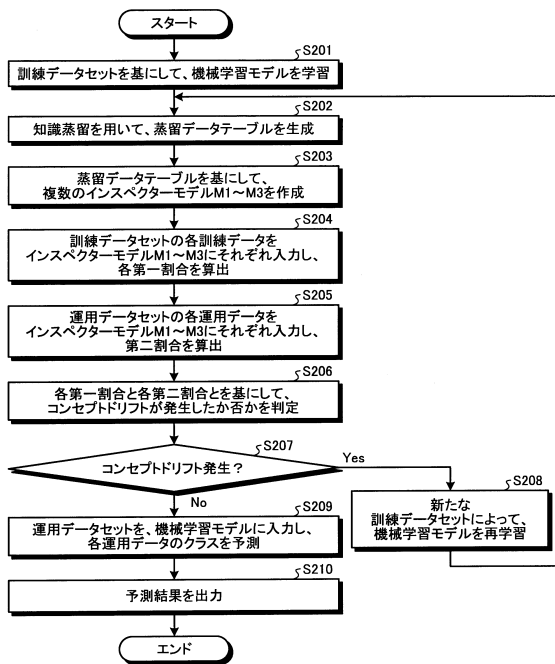 スタート
S201
訓練データセットを基にして、機械学習モデルを学習
S202
知識蒸留を用いて、蒸留データテーブルを生成
S203
蒸留データテーブルを基にして、
複数のインスペクターモデルM1～M3を作成
S204
訓練データセットの各訓練データを
インスペクターモデルM1～M3にそれぞれ入力し、
各第一割合を算出
S205
運用データセットの各運用データを
インスペクターモデルM1～M3にそれぞれ入力し、
第二割合を算出
S206
各第一割合と各第二割合とを基にして、
コンセプトドリフトが発生したか否かを判定
S207
コンセプトドリフト発生？
Yes
No
S208
新たな
訓練データセットによって、
機械学習モデルを再学習
S209
運用データセットを、機械学習モデルに入力し、
各運用データのクラスを予測
S210
予測結果を出力
エンド